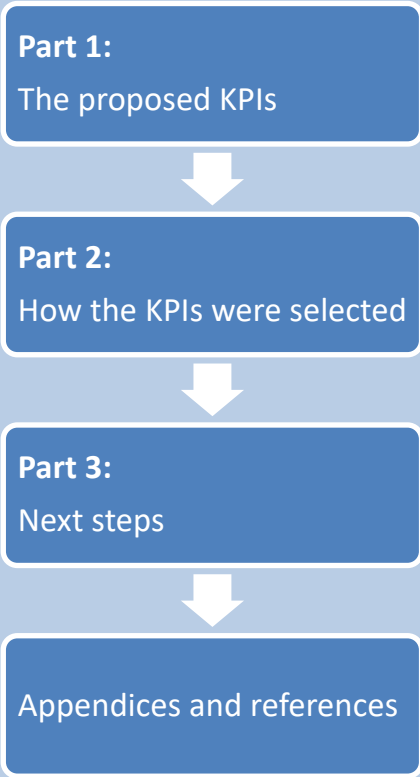 Part 1:
The proposed KPIs
Part 2:
How the KPIs were selected
Part 3:
Next steps
Appendices and references